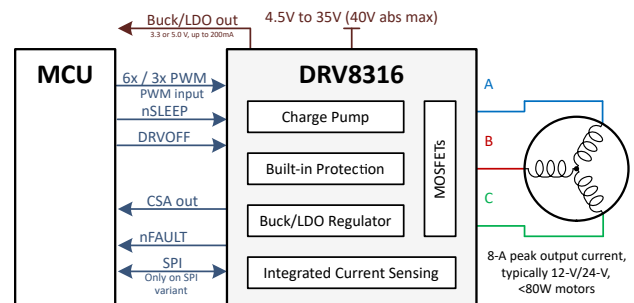 Buck/LDO out
3.3 or 5.0 V, up to 200mA
4.5V to 35V (40V abs max)
MCU
DRV8316
6x / 3x PWM
PWM input
nSLEEP
DRVOFF
CSA out
nFAULT
SPI
Only on SPI
variant
Charge Pump
Built-in Protection
Buck/LDO Regulator
Integrated Current Sensing
MOSFETs
A
B
C
8-A peak output current,
typically 12-V/24-V,
<80W motors